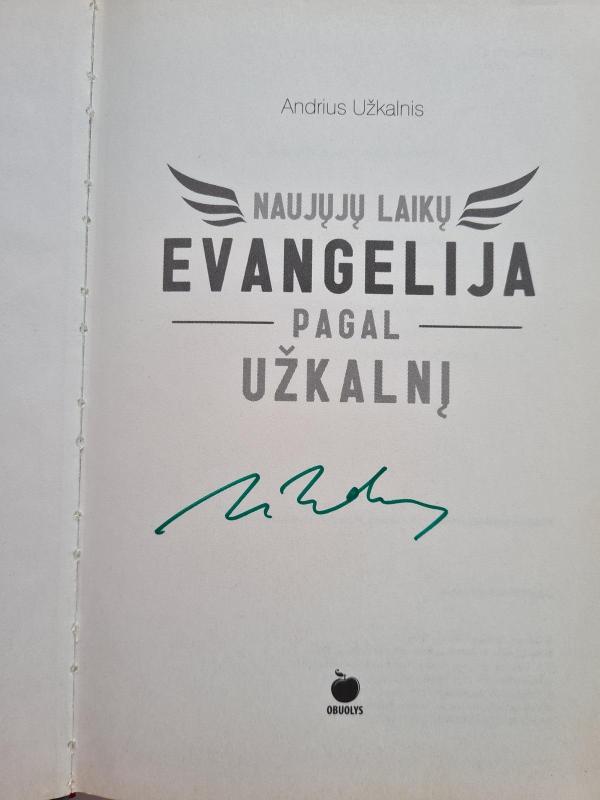 Andrius Užkalnis
NAUJŲJŲ LAIKŲ
EVANGELIJA
PAGAL
UŽKALNĮ
OBUOLYS